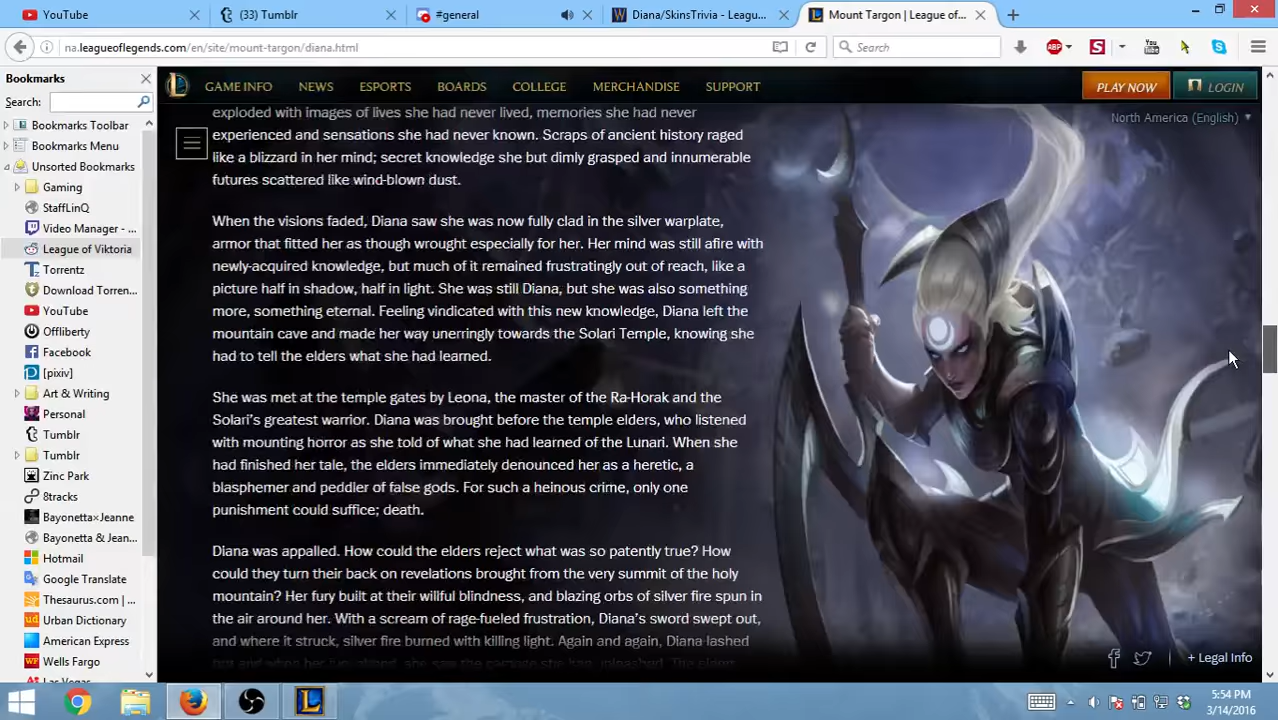 YouTube
(33) Tumblr
#general
Diana/SkinsTrivia - Leagu...
Mount Targon | League of...
na.leagueoflegends.com/en/site/mount-targon/diana.html
Search
ABP
S
You
Bookmarks
Search:
Bookmarks Toolbar
Bookmarks Menu
Unsorted Bookmarks
Gaming
StaffLinQ
Video Manager - ...
League of Viktoria
Torrentz
Download Torren...
YouTube
Offliberty
Facebook
[pixiv]
Art & Writing
Personal
Tumblr
Tumblr
Zinc Park
8tracks
Bayonetta×Jeanne
Bayonetta & Jean...
Hotmail
Google Translate
Thesaurus.com | ...
Urban Dictionary
American Express
Wells Fargo
Las Vegas
GAME INFO
NEWS
ESPORTS
BOARDS
COLLEGE
MERCHANDISE
SUPPORT
PLAY NOW
LOGIN
North America (English)
exploded with images of lives she had never lived, memories she had never
experienced and sensations she had never known. Scraps of ancient history raged
like a blizzard in her mind; secret knowledge she but dimly grasped and innumerable
futures scattered like wind-blown dust.
When the visions faded, Diana saw she was now fully clad in the silver warplate,
armor that fitted her as though wrought especially for her. Her mind was still afire with
newly-acquired knowledge, but much of it remained frustratingly out of reach, like a
picture half in shadow, half in light. She was still Diana, but she was also something
more, something eternal. Feeling vindicated with this new knowledge, Diana left the
mountain cave and made her way unerringly towards the Solari Temple, knowing she
had to tell the elders what she had learned.
She was met at the temple gates by Leona, the master of the Ra-Horak and the
Solari's greatest warrior. Diana was brought before the temple elders, who listened
with mounting horror as she told of what she had learned of the Lunari. When she
had finished her tale, the elders immediately denounced her as a heretic, a
blasphemer and peddler of false gods. For such a heinous crime, only one
punishment could suffice; death.
Diana was appalled. How could the elders reject what was so patently true? How
could they turn their back on revelations brought from the very summit of the holy
mountain? Her fury built at their willful blindness, and blazing orbs of silver fire spun in
the air around her. With a scream of rage-fueled frustration, Diana's sword swept out,
and where it struck, silver fire burned with killing light. Again and again, Diana lashed
she saw the carnage she had unleashed. The elders
+ Legal Info
5:54 PM
3/14/2016